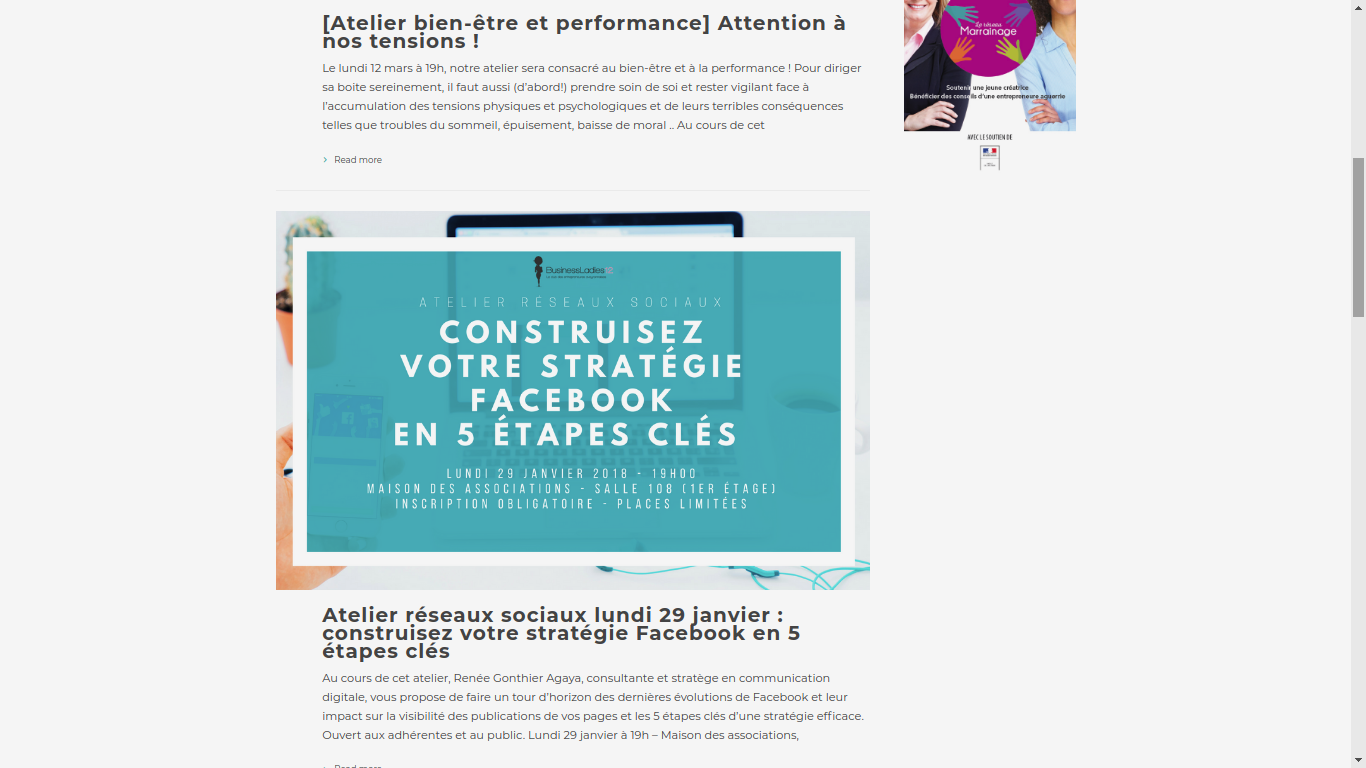 [Atelier bien-être et performance] Attention à
nos tensions !
Le lundi 12 mars à 19h, notre atelier sera consacré au bien-être et à la performance ! Pour diriger
sa boite sereinement, il faut aussi (d’abord!) prendre soin de soi et rester vigilant face à
l’accumulation des tensions physiques et psychologiques et de leurs terribles conséquences
telles que troubles du sommeil, épuisement, baisse de moral .. Au cours de cet
Read more
Le réseau
Marrainage
Soutenir une jeune créatrice
Bénéficier des conseils d'une entrepreneure aguerrie
AVEC LE SOUTIEN DE
BusinessLadies
ATELIER RÉSEAUX SOCIAUX
CONSTRUISEZ
VOTRE STRATÉGIE
FACEBOOK
EN 5 ÉTAPES CLÉS
LUNDI 29 JANVIER 2018 - 19H00
MAISON DES ASSOCIATIONS - SALLE 108 (1ER ÉTAGE)
INSCRIPTION OBLIGATOIRE - PLACES LIMITÉES
Atelier réseaux sociaux lundi 29 janvier :
construisez votre stratégie Facebook en 5
étapes clés
Au cours de cet atelier, Renée Gonthier Agaya, consultante et stratège en communication
digitale, vous propose de faire un tour d’horizon des dernières évolutions de Facebook et leur
impact sur la visibilité des publications de vos pages et les 5 étapes clés d’une stratégie efficace.
Ouvert aux adhérentes et au public. Lundi 29 janvier à 19h – Maison des associations,
Read more